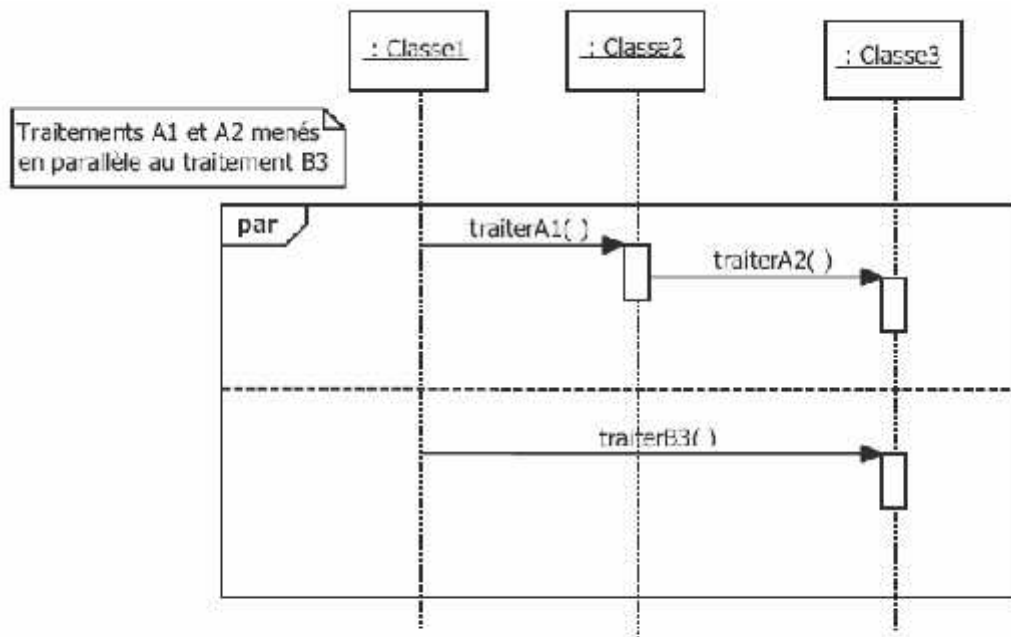 : Classe1
: Classe2
: Classe3
Traitements A1 et A2 menés
en parallèle au traitement B3
par
traiterA1( )
traiterA2( )
traiterB3( )